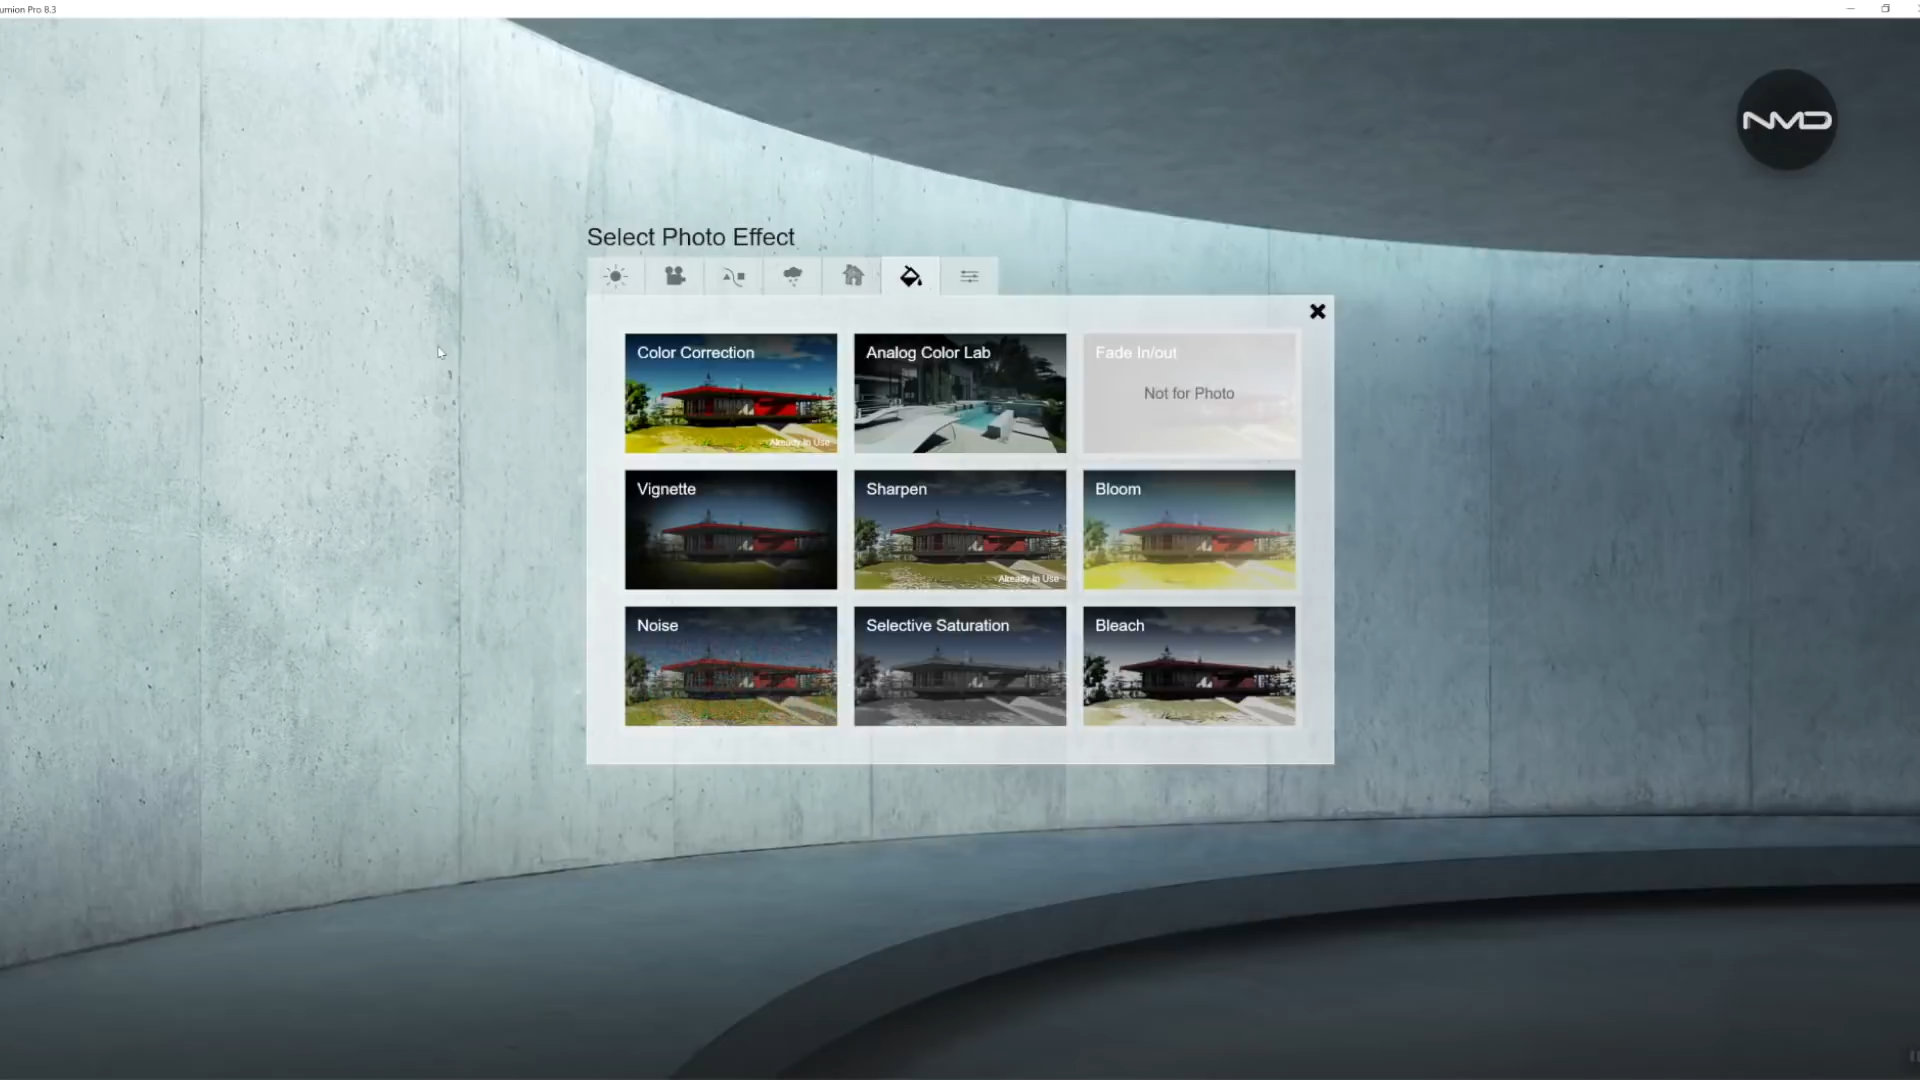 umion Pro 8.3
NMD
Select Photo Effect
Color Correction
Already In Use
Analog Color Lab
Fade In/out
Not for Photo
Vignette
Sharpen
Already In Use
Bloom
Noise
Selective Saturation
Bleach